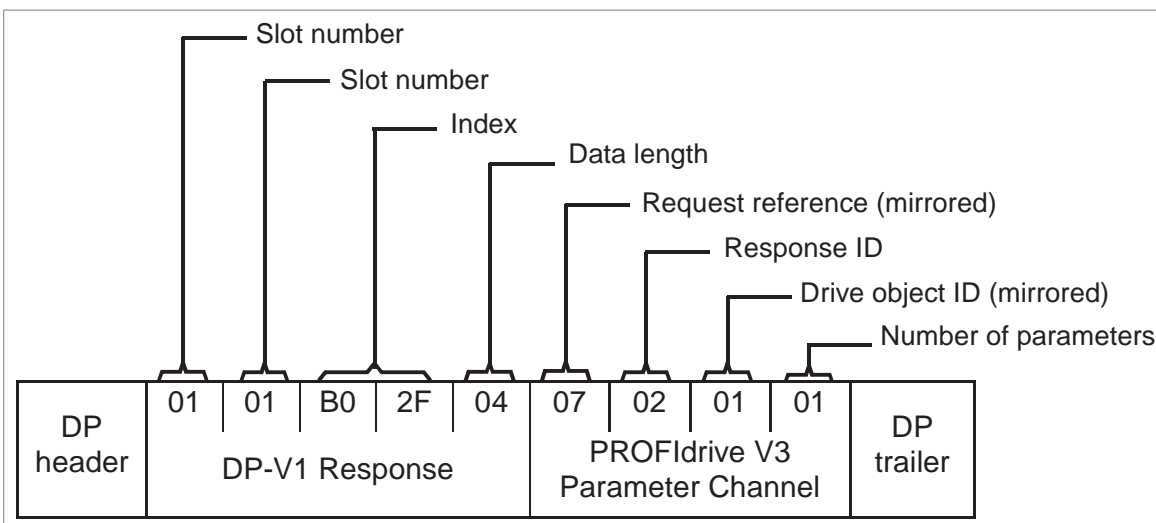 Slot number
Slot number
Index
Data length
Request reference (mirrored)
Response ID
Drive object ID (mirrored)
Number of parameters
DP header
01 01 B0 2F 04 07 02 01 01
DP-V1 Response
PROFIdrive V3
Parameter Channel
DP trailer